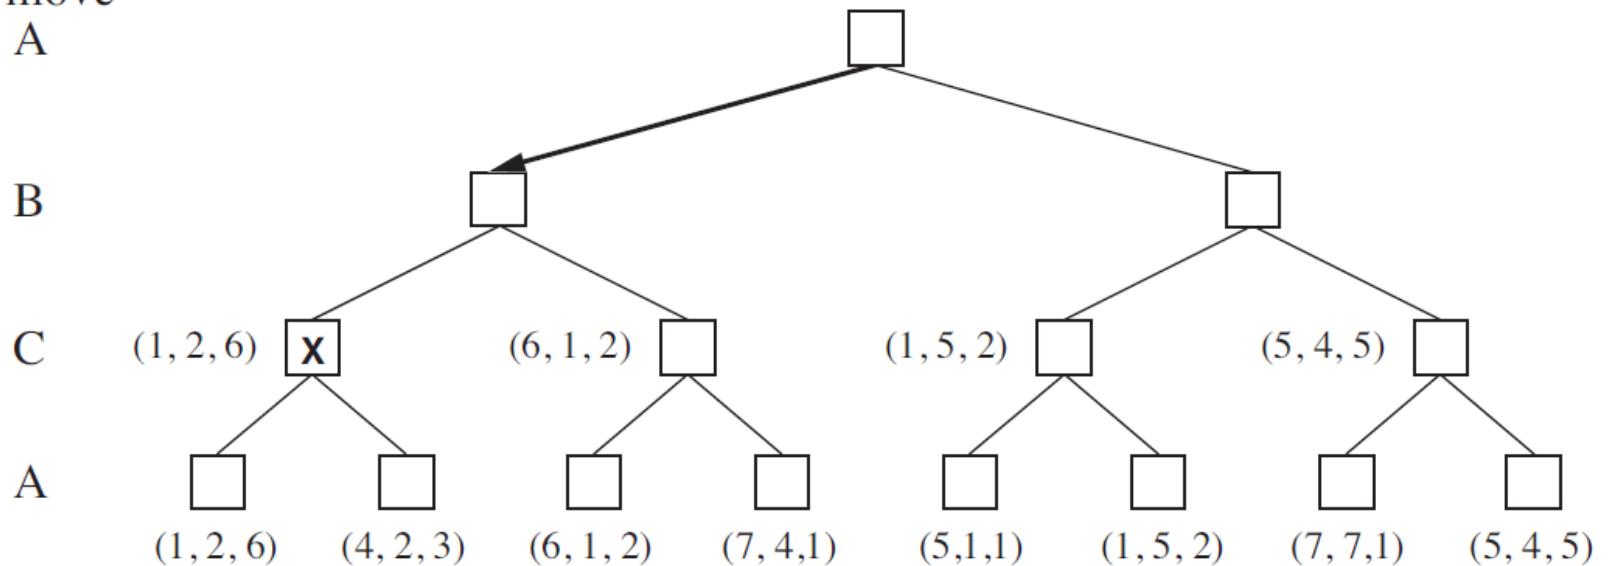 move
A
B
C (1, 2, 6) X (6, 1, 2) (1, 5, 2) (5, 4, 5)
A
(1, 2, 6) (4, 2, 3) (6, 1, 2) (7, 4,1) (5,1,1) (1, 5, 2) (7, 7,1) (5, 4, 5)